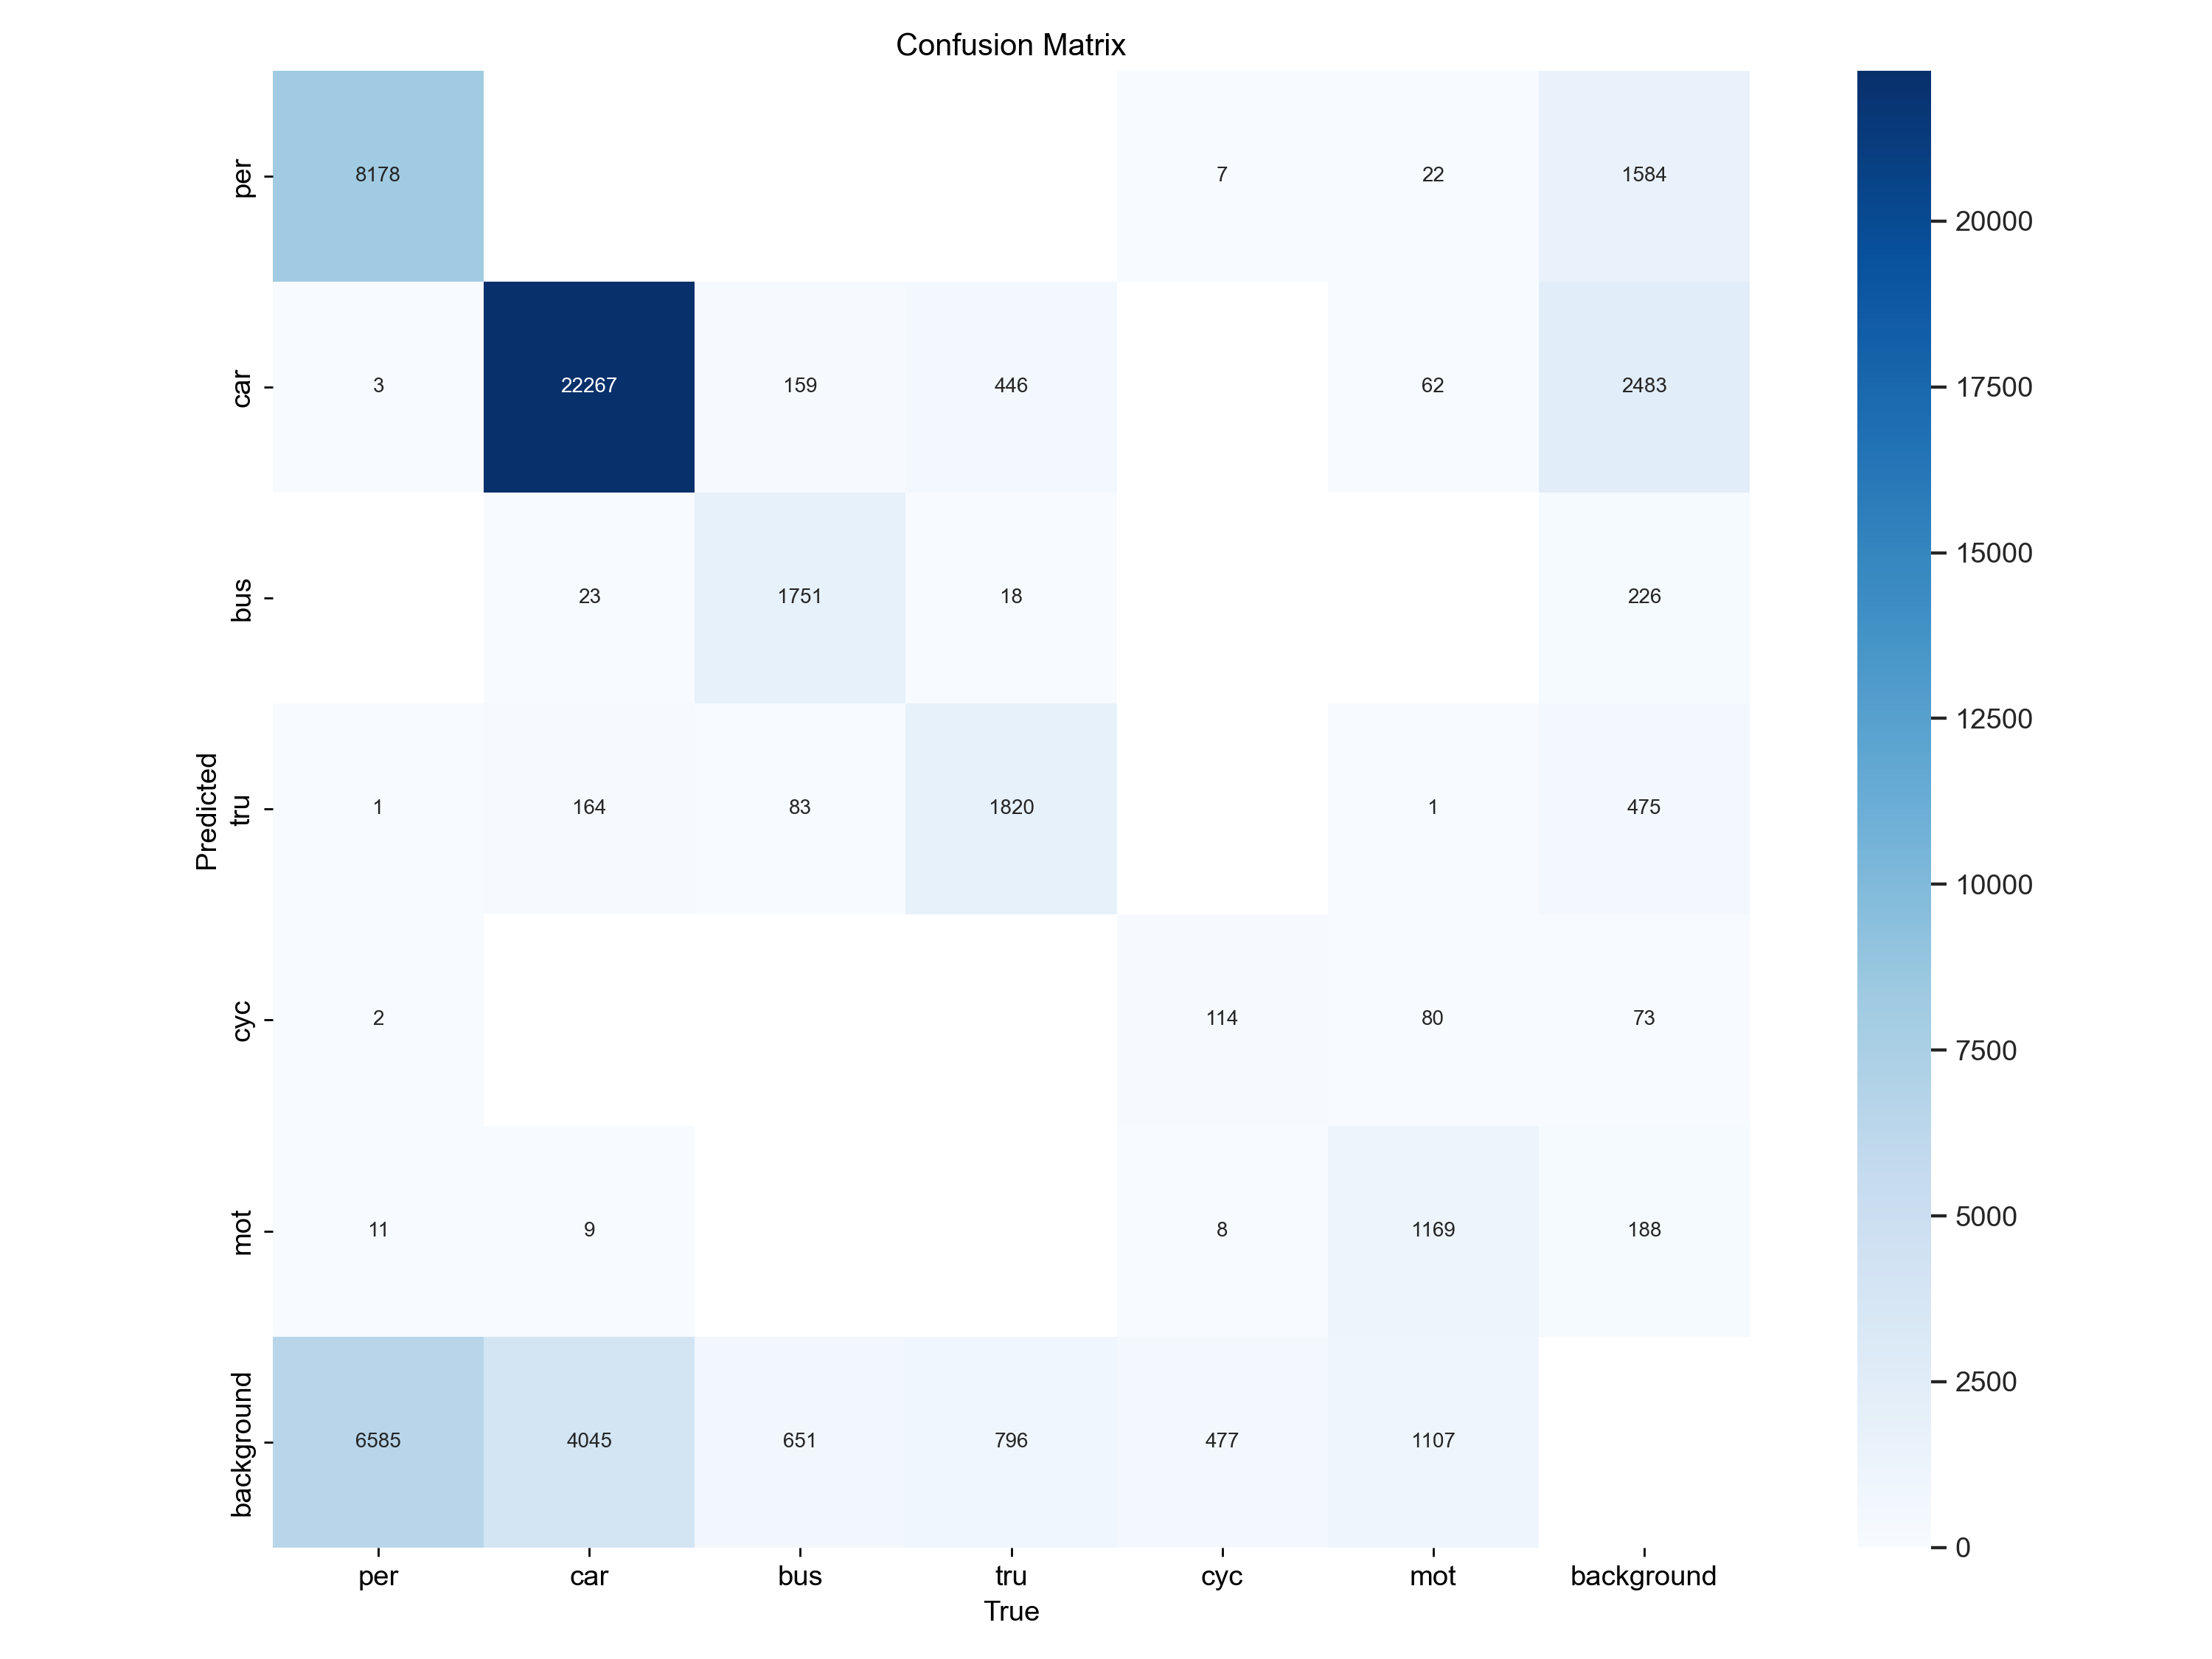 Confusion Matrix
per 8178 7 22 1584
car 3 22267 159 446 62 2483
bus 23 1751 18 226
tru 1 164 83 1820 1 475
cyc 2 114 80 73
mot 11 9 8 1169 188
background 6585 4045 651 796 477 1107
Predicted
per car bus tru cyc mot background
True
20000
17500
15000
12500
10000
7500
5000
2500
0